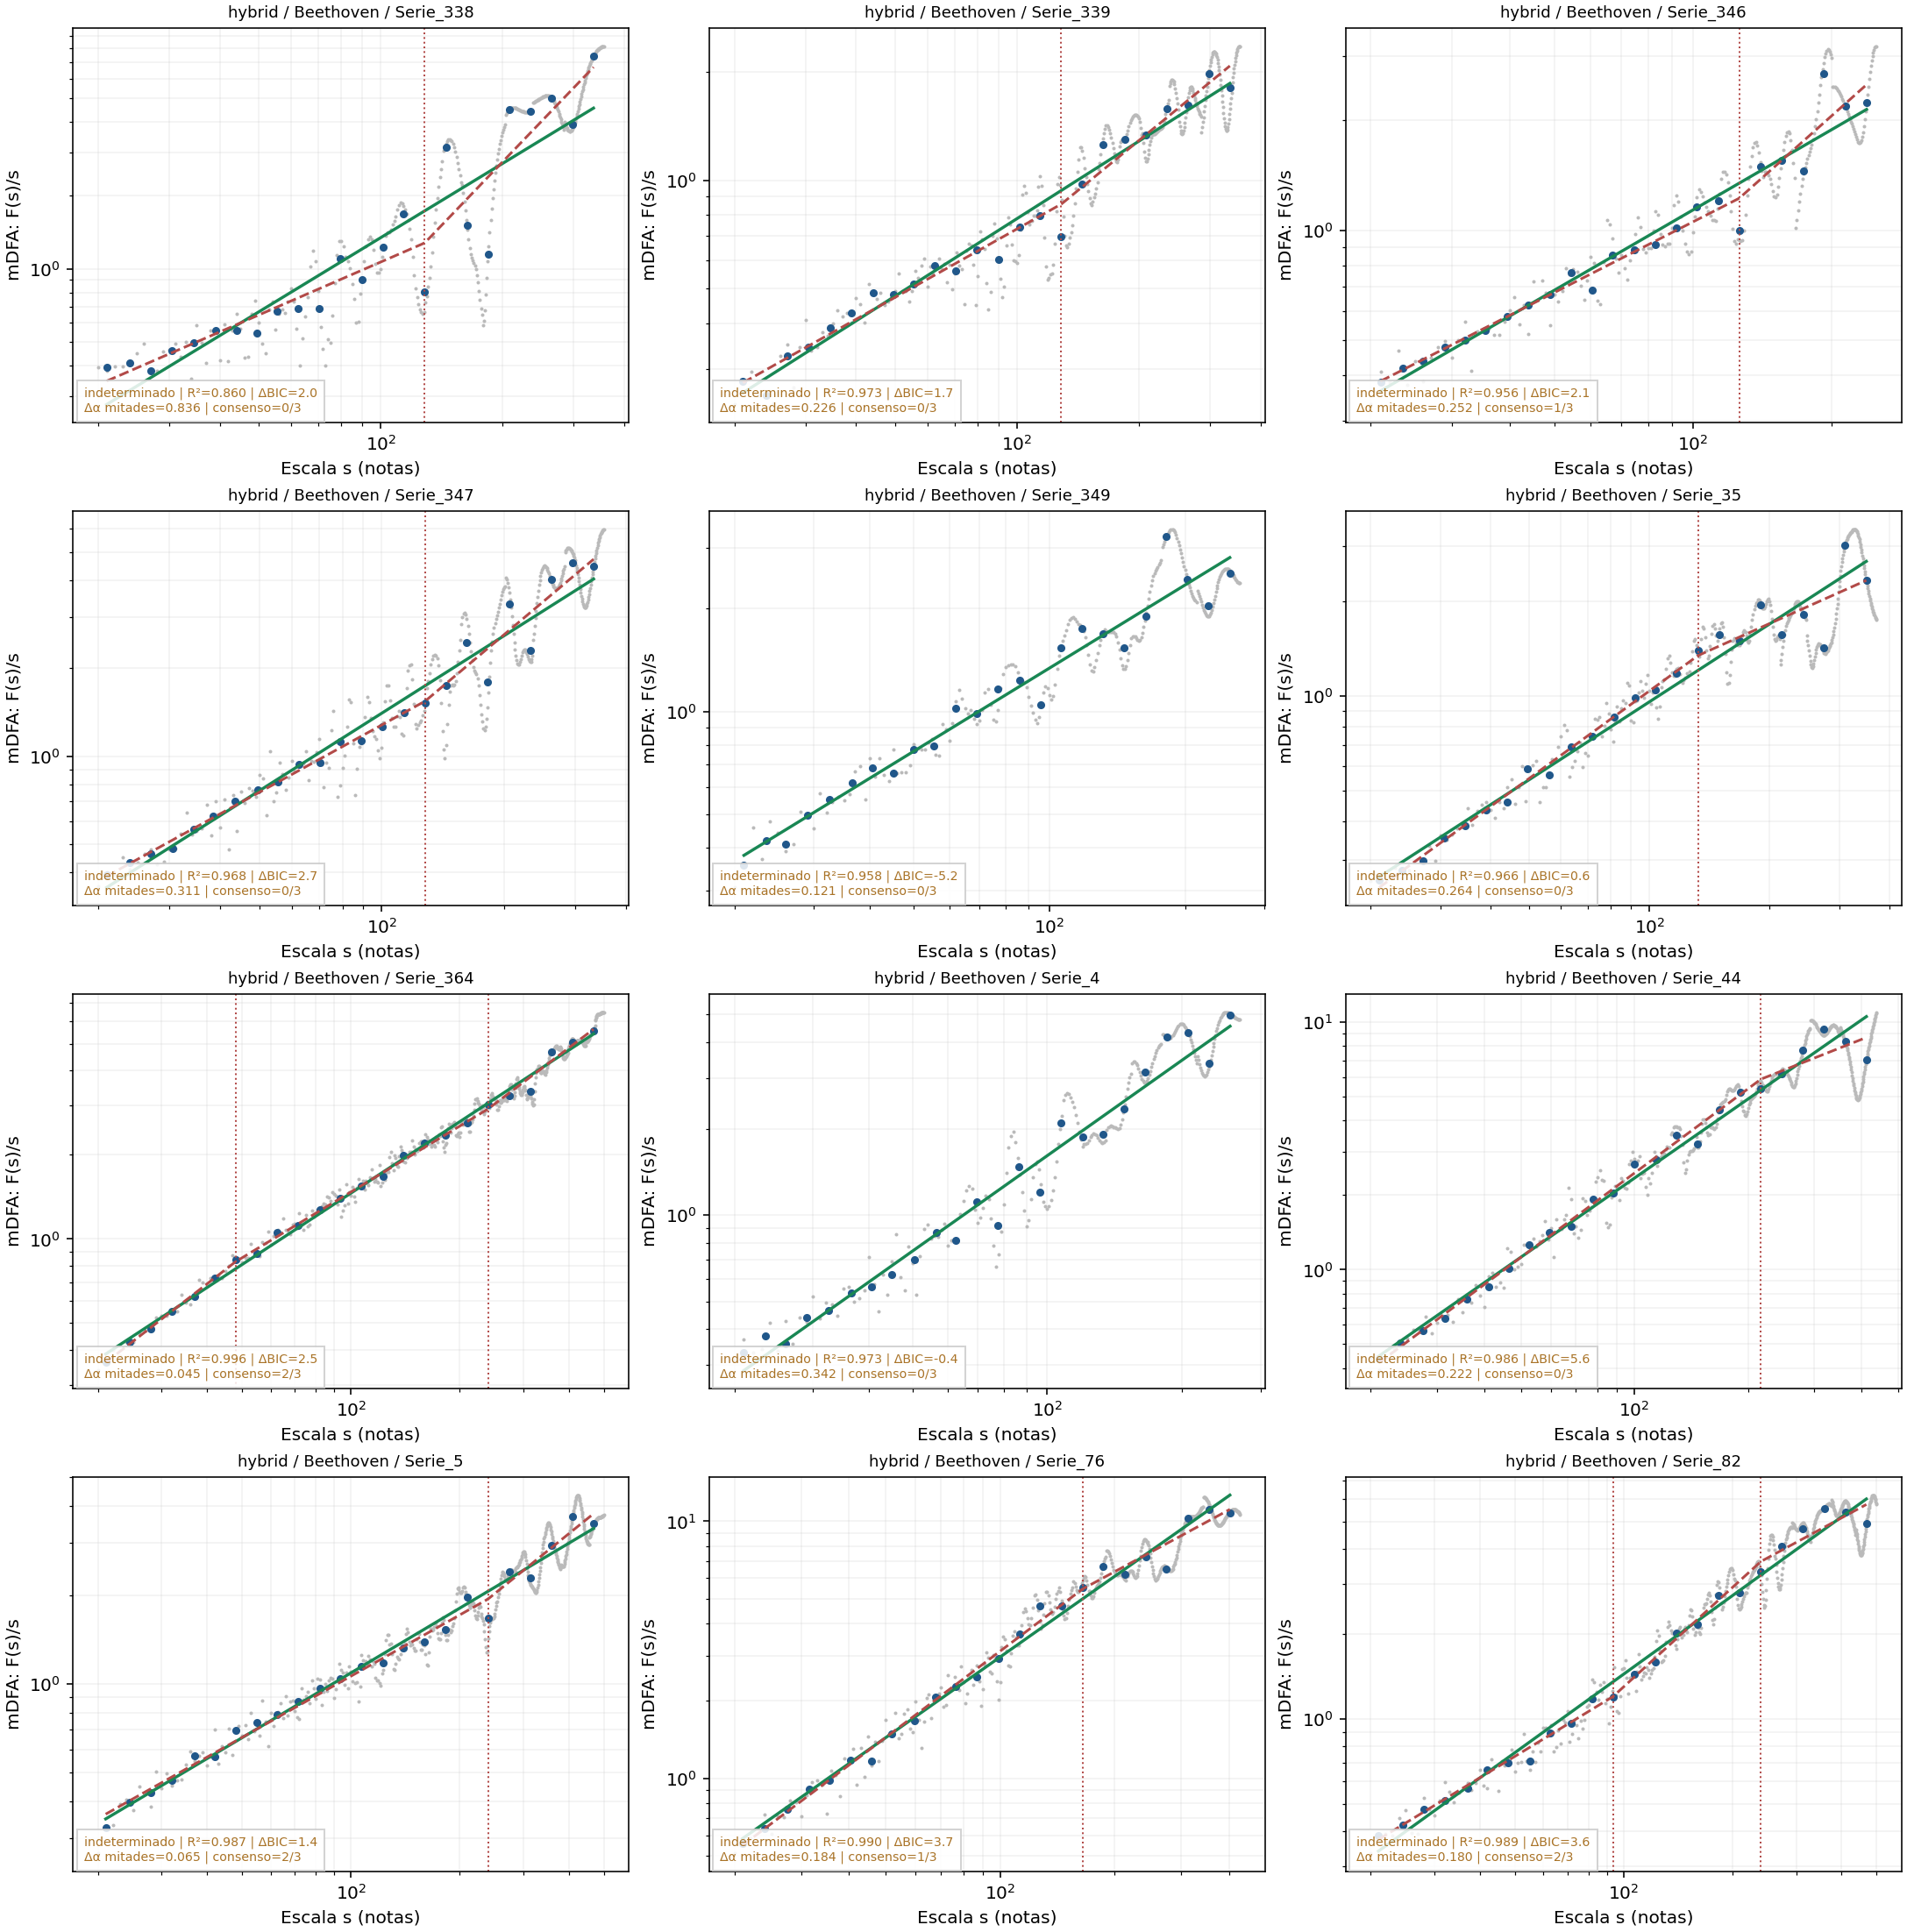 hybrid / Beethoven / Serie_338
mDFA: F(s)/s
10⁰
indeterminado | R²=0.860 | ΔBIC=2.0
Δα mitades=0.836 | consenso=0/3
10²
Escala s (notas)
hybrid / Beethoven / Serie_339
mDFA: F(s)/s
10⁰
indeterminado | R²=0.973 | ΔBIC=1.7
Δα mitades=0.226 | consenso=0/3
10²
Escala s (notas)
hybrid / Beethoven / Serie_346
mDFA: F(s)/s
10⁰
indeterminado | R²=0.956 | ΔBIC=2.1
Δα mitades=0.252 | consenso=1/3
10²
Escala s (notas)
hybrid / Beethoven / Serie_347
mDFA: F(s)/s
10⁰
indeterminado | R²=0.968 | ΔBIC=2.7
Δα mitades=0.311 | consenso=0/3
10²
Escala s (notas)
hybrid / Beethoven / Serie_349
mDFA: F(s)/s
10⁰
indeterminado | R²=0.958 | ΔBIC=-5.2
Δα mitades=0.121 | consenso=0/3
10²
Escala s (notas)
hybrid / Beethoven / Serie_35
mDFA: F(s)/s
10⁰
indeterminado | R²=0.966 | ΔBIC=0.6
Δα mitades=0.264 | consenso=0/3
10²
Escala s (notas)
hybrid / Beethoven / Serie_364
mDFA: F(s)/s
10⁰
indeterminado | R²=0.996 | ΔBIC=2.5
Δα mitades=0.045 | consenso=2/3
10²
Escala s (notas)
hybrid / Beethoven / Serie_4
mDFA: F(s)/s
10⁰
indeterminado | R²=0.973 | ΔBIC=-0.4
Δα mitades=0.342 | consenso=0/3
10²
Escala s (notas)
hybrid / Beethoven / Serie_44
mDFA: F(s)/s
10¹
10⁰
indeterminado | R²=0.986 | ΔBIC=5.6
Δα mitades=0.222 | consenso=0/3
10²
Escala s (notas)
hybrid / Beethoven / Serie_5
mDFA: F(s)/s
10⁰
indeterminado | R²=0.987 | ΔBIC=1.4
Δα mitades=0.065 | consenso=2/3
10²
Escala s (notas)
hybrid / Beethoven / Serie_76
mDFA: F(s)/s
10¹
10⁰
indeterminado | R²=0.990 | ΔBIC=3.7
Δα mitades=0.184 | consenso=1/3
10²
Escala s (notas)
hybrid / Beethoven / Serie_82
mDFA: F(s)/s
10⁰
indeterminado | R²=0.989 | ΔBIC=3.6
Δα mitades=0.180 | consenso=2/3
10²
Escala s (notas)